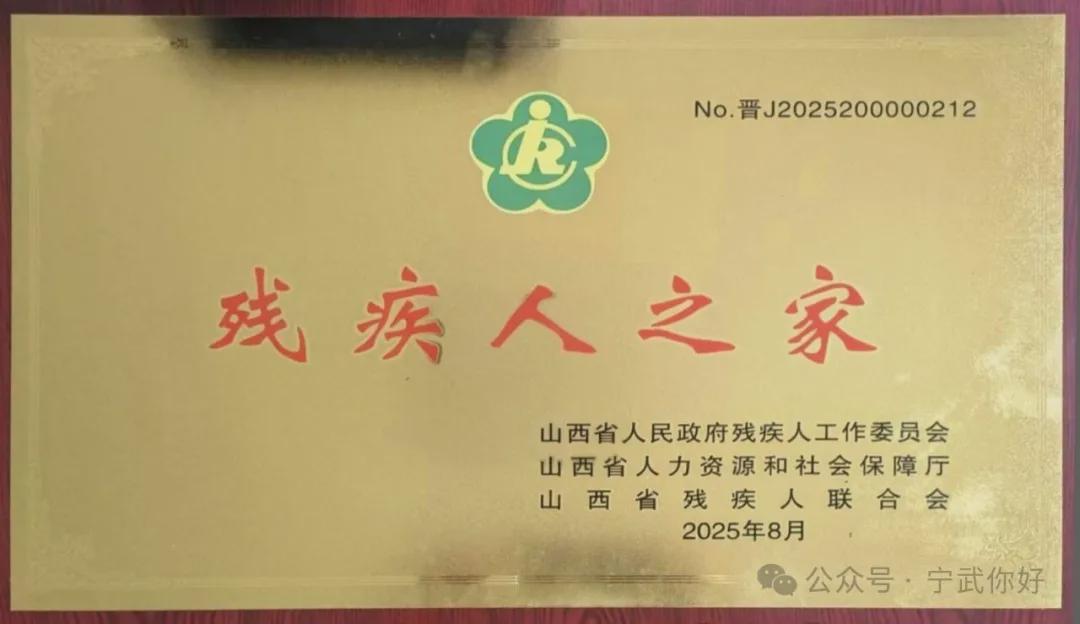 No.晋J2025200000212
残疾人之家
山西省人民政府残疾人工作委员会
山西省人力资源和社会保障厅
山西省残疾人联合会
2025年8月
公众号·宁武你好